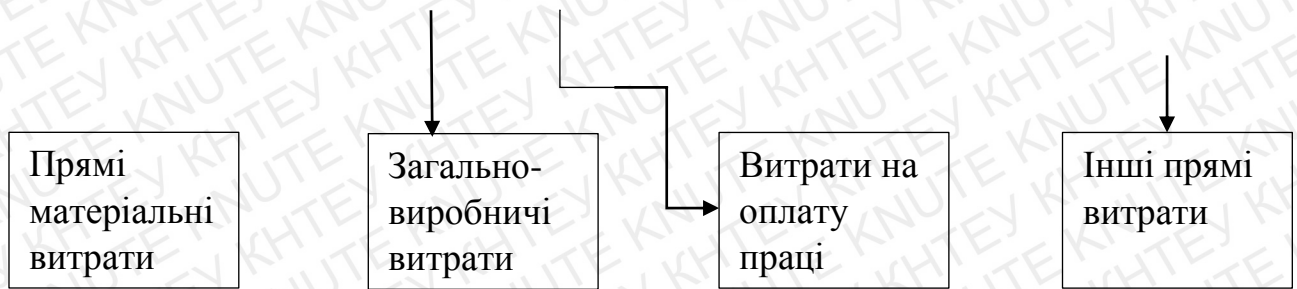 Прямі
матеріальні
витрати
Загально-
виробничі
витрати
Витрати на
оплату
праці
Інші прямі
витрати